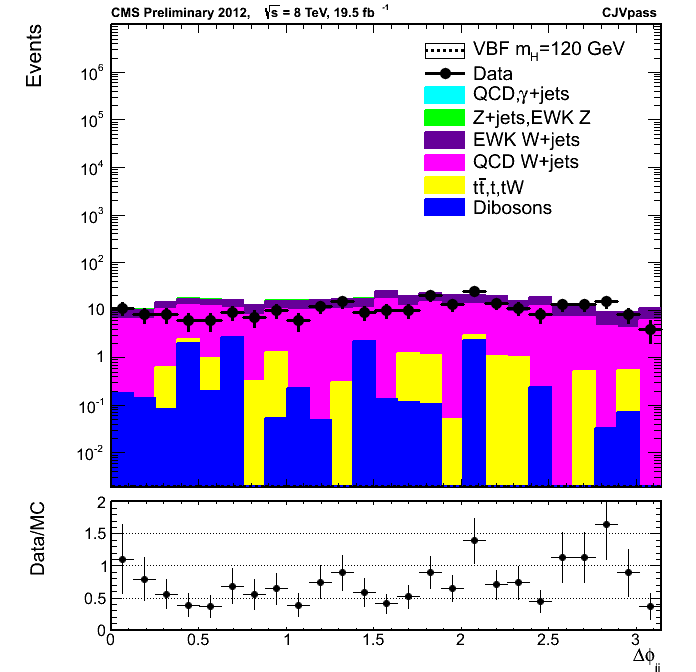 CMS Preliminary 2012, √s = 8 TeV, 19.5 fb⁻¹ CJVpass
Events
10⁶
10⁵
10⁴
10³
10²
10
1
10⁻¹
10⁻²
VBF m_H=120 GeV
Data
QCD,γ+jets
Z+jets,EWK Z
EWK W+jets
QCD W+jets
tt̄,t,tW
Dibosons
Data/MC
2
1.5
1
0.5
0
0 0.5 1 1.5 2 2.5 3
Δϕ_jj